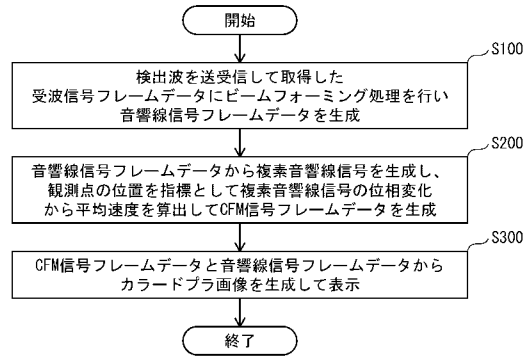 開始
S100
検出波を送受信して取得した
受波信号フレームデータにビームフォーミング処理を行い
音響線信号フレームデータを生成
S200
音響線信号フレームデータから複素音響線信号を生成し、
観測点の位置を指標として複素音響線信号の位相変化
から平均速度を算出してCFM信号フレームデータを生成
S300
CFM信号フレームデータと音響線信号フレームデータから
カラードプラ画像を生成して表示
終了